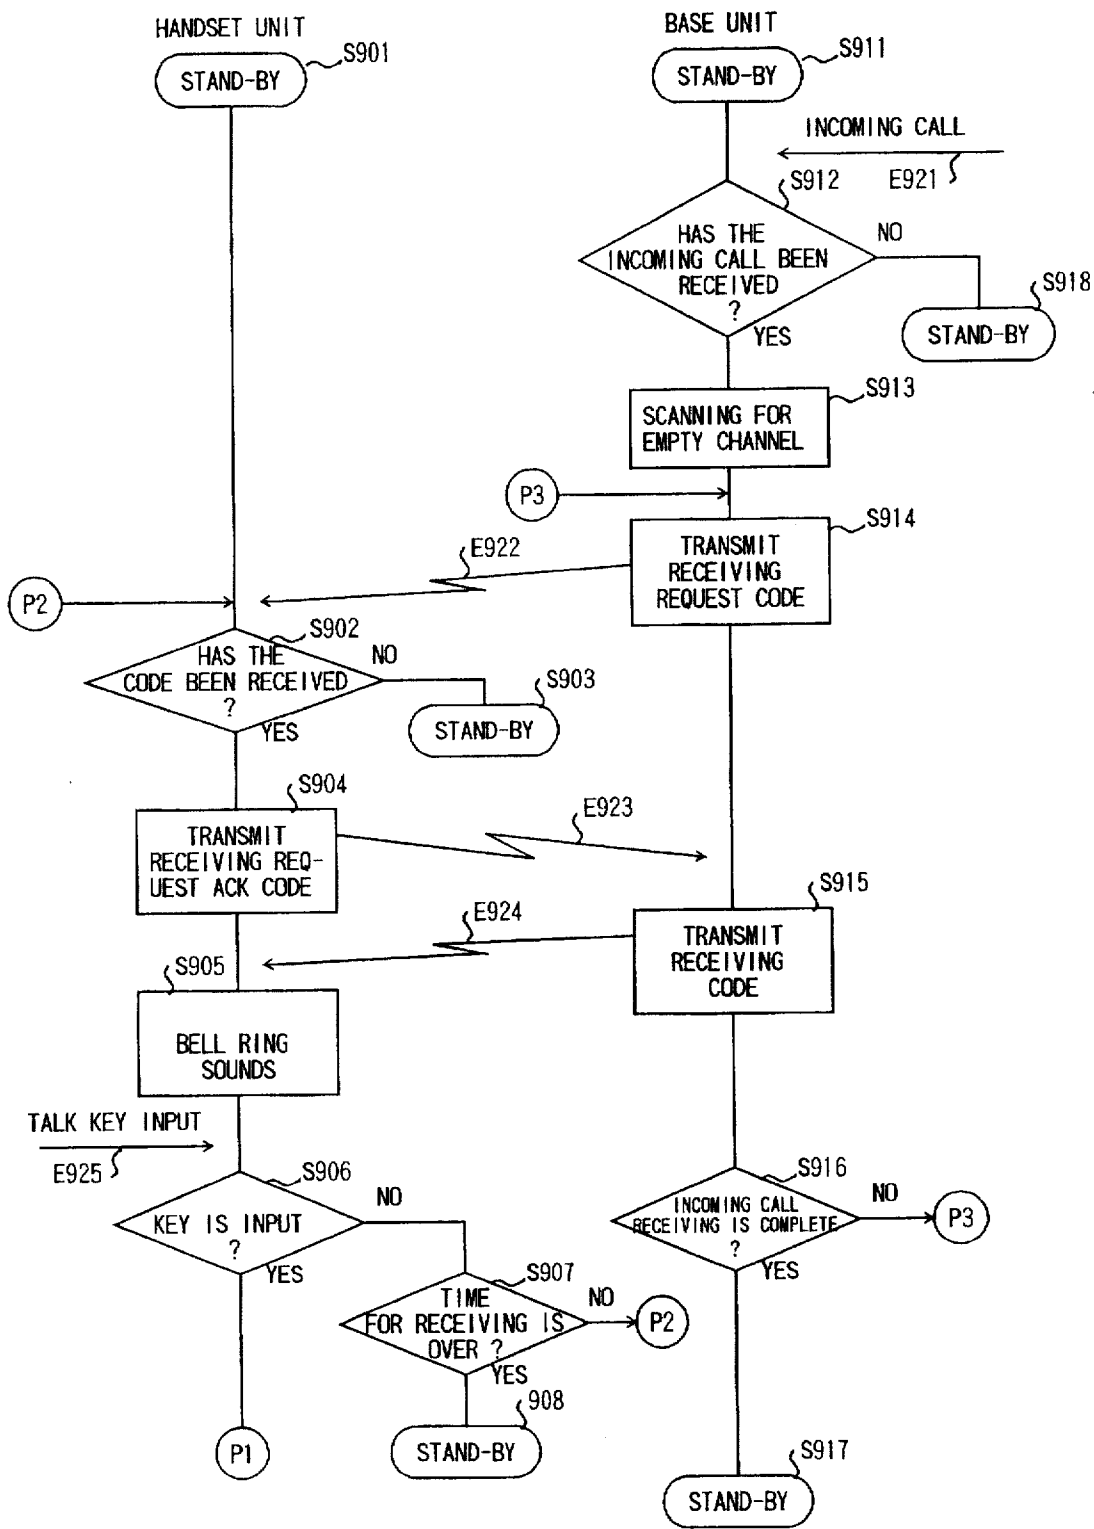 HANDSET UNIT
BASE UNIT
STAND-BY
S901
STAND-BY
S911
INCOMING CALL
E921
S912
HAS THE
INCOMING CALL BEEN
RECEIVED
?
NO
YES
S918
STAND-BY
S913
SCANNING FOR
EMPTY CHANNEL
P3
S914
TRANSMIT
RECEIVING
REQUEST CODE
E922
P2
S902
HAS THE
CODE BEEN RECEIVED
?
NO
YES
S903
STAND-BY
S904
TRANSMIT
RECEIVING REQ-
UEST ACK CODE
E923
S915
TRANSMIT
RECEIVING
CODE
E924
S905
BELL RING
SOUNDS
TALK KEY INPUT
E925
S906
KEY IS INPUT
?
NO
YES
S916
INCOMING CALL
RECEIVING IS COMPLETE
?
NO
YES
P3
S907
TIME
FOR RECEIVING IS
OVER ?
NO
YES
P2
P1
908
STAND-BY
S917
STAND-BY